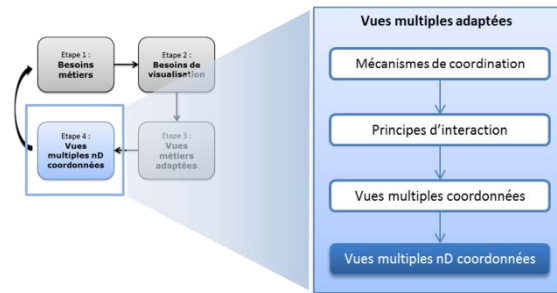 Etape 1 :
Besoins
métiers
Etape 2 :
Besoins de
visualisation
Etape 4 :
Vues
multiples nD
coordonnées
Etape 3 :
Vues
métiers
adaptées
Vues multiples adaptées
Mécanismes de coordination
Principes d'interaction
Vues multiples coordonnées
Vues multiples nD coordonnées